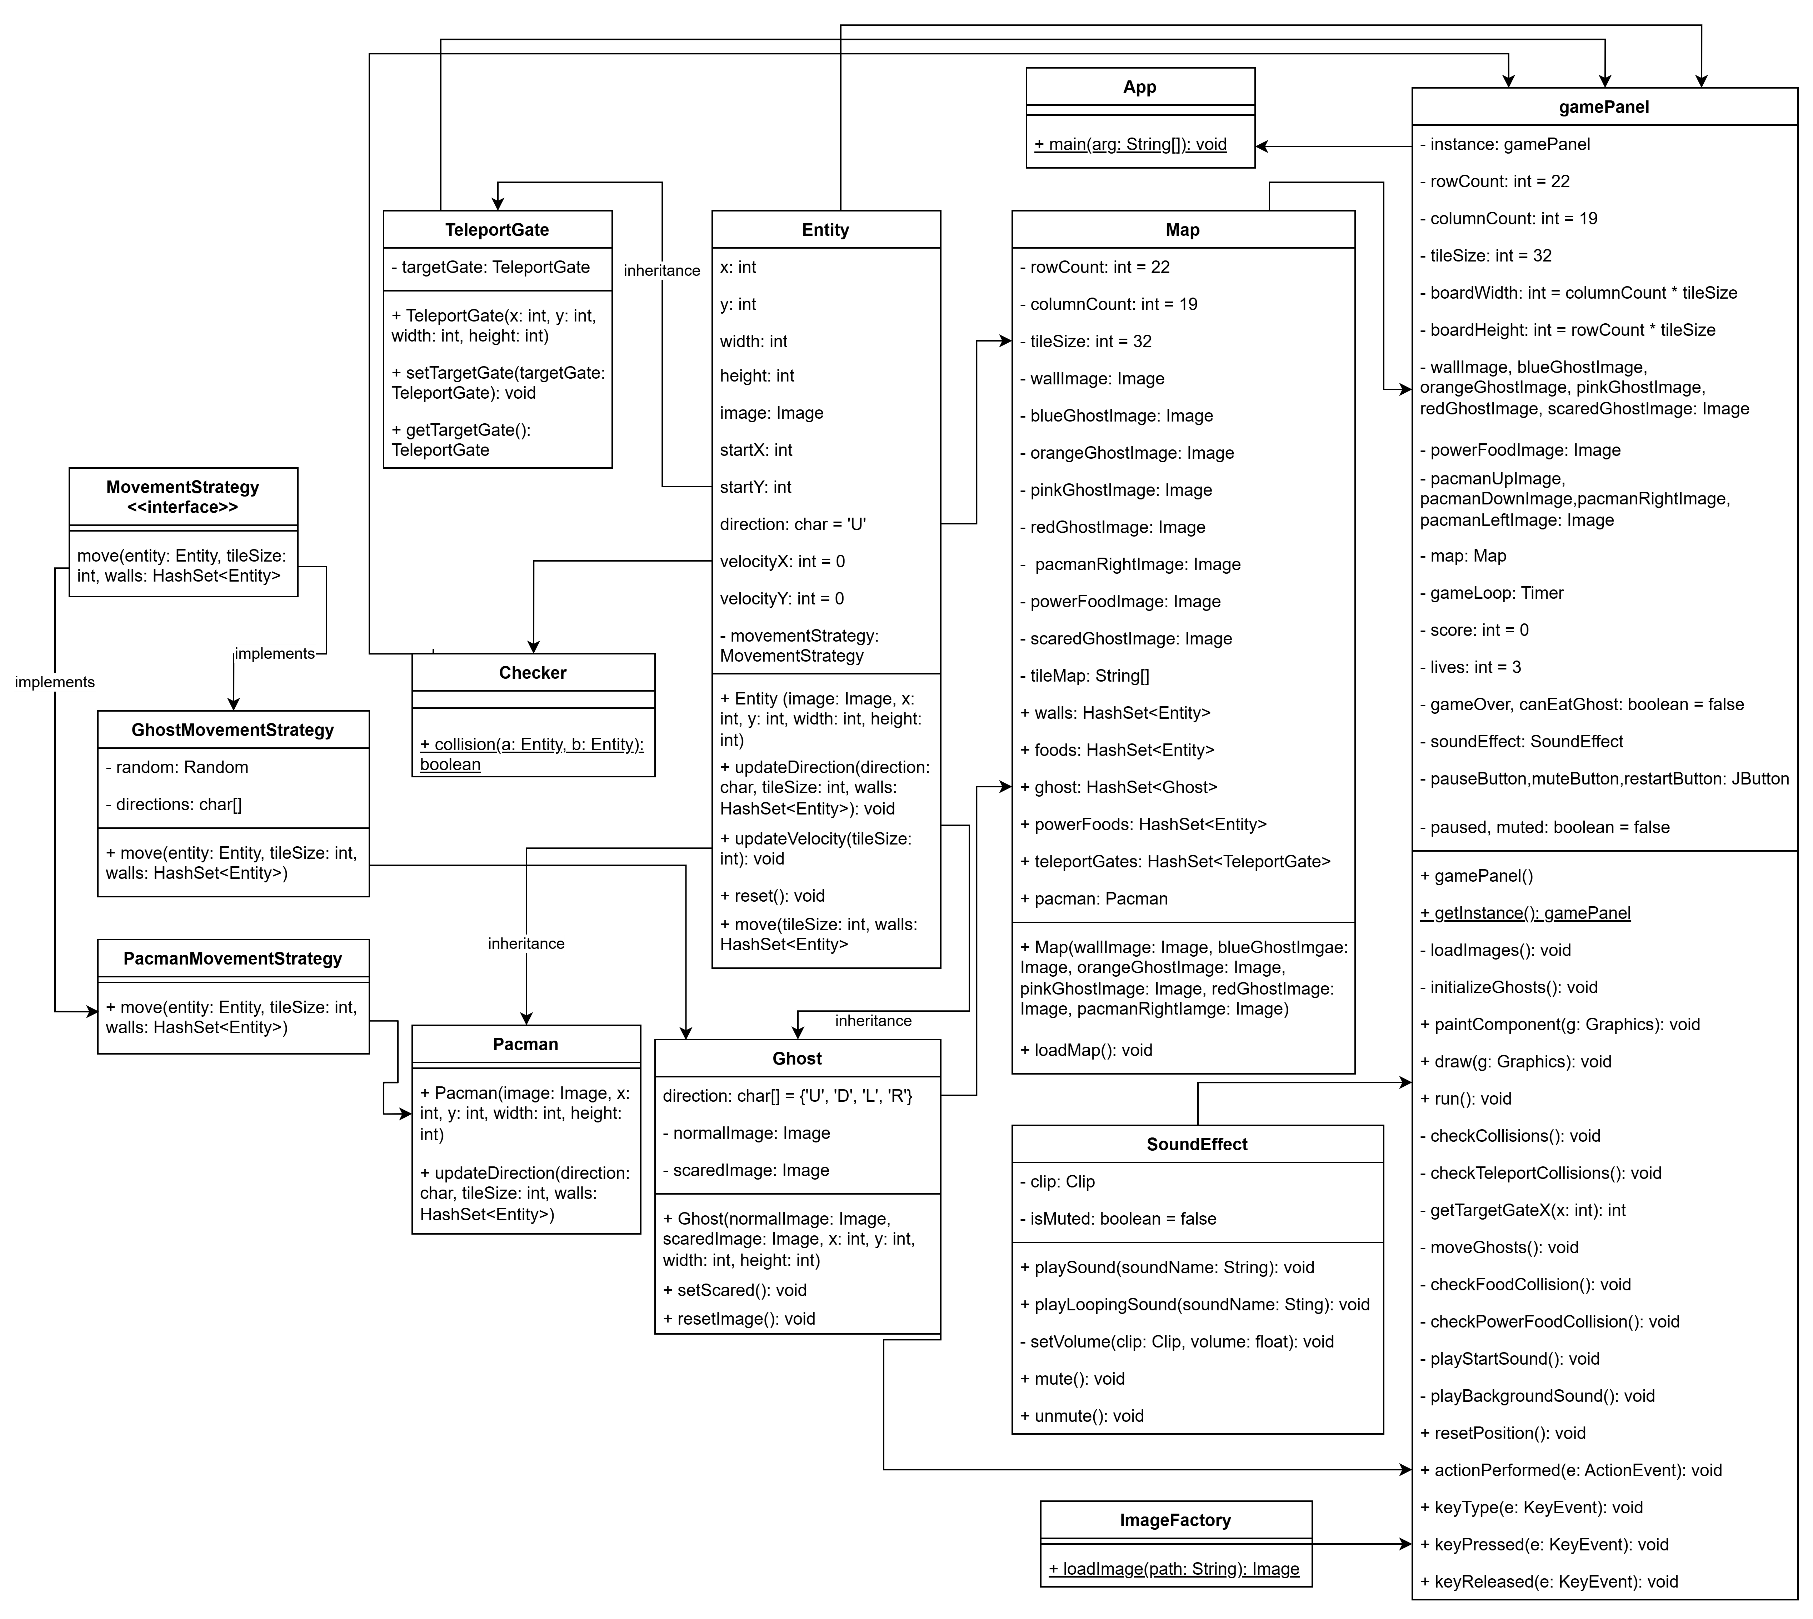 App
+ main(arg: String[]): void
gamePanel
- instance: gamePanel
- rowCount: int = 22
- columnCount: int = 19
- tileSize: int = 32
- boardWidth: int = columnCount * tileSize
- boardHeight: int = rowCount * tileSize
- wallImage, blueGhostImage,
orangeGhostImage, pinkGhostImage,
redGhostImage, scaredGhostImage: Image
- powerFoodImage: Image
- pacmanUpImage,
pacmanDownImage,pacmanRightImage,
pacmanLeftImage: Image
- map: Map
- gameLoop: Timer
- score: int = 0
- lives: int = 3
- gameOver, canEatGhost: boolean = false
- soundEffect: SoundEffect
- pauseButton,muteButton,restartButton: JButton
- paused, muted: boolean = false
+ gamePanel()
+ getInstance(): gamePanel
- loadImages(): void
- initializeGhosts(): void
+ paintComponent(g: Graphics): void
+ draw(g: Graphics): void
+ run(): void
- checkCollisions(): void
- checkTeleportCollisions(): void
- getTargetGateX(x: int): int
- moveGhosts(): void
- checkFoodCollision(): void
- checkPowerFoodCollision(): void
- playStartSound(): void
- playBackgroundSound(): void
+ resetPosition(): void
+ actionPerformed(e: ActionEvent): void
+ keyType(e: KeyEvent): void
+ keyPressed(e: KeyEvent): void
+ keyReleased(e: KeyEvent): void
TeleportGate
- targetGate: TeleportGate
+ TeleportGate(x: int, y: int,
width: int, height: int)
+ setTargetGate(targetGate:
TeleportGate): void
+ getTargetGate():
TeleportGate
inheritance
Entity
x: int
y: int
width: int
height: int
image: Image
startX: int
startY: int
direction: char = 'U'
velocityX: int = 0
velocityY: int = 0
- movementStrategy:
MovementStrategy
+ Entity (image: Image, x:
int, y: int, width: int, height:
int)
+ updateDirection(direction:
char, tileSize: int, walls:
HashSet<Entity>): void
+ updateVelocity(tileSize:
int): void
+ reset(): void
+ move(tileSize: int, walls:
HashSet<Entity>
Map
- rowCount: int = 22
- columnCount: int = 19
- tileSize: int = 32
- wallImage: Image
- blueGhostImage: Image
- orangeGhostImage: Image
- pinkGhostImage: Image
- redGhostImage: Image
- pacmanRightImage: Image
- powerFoodImage: Image
- scaredGhostImage: Image
- tileMap: String[]
+ walls: HashSet<Entity>
+ foods: HashSet<Entity>
+ ghost: HashSet<Ghost>
+ powerFoods: HashSet<Entity>
+ teleportGates: HashSet<TeleportGate>
+ pacman: Pacman
+ Map(wallImage: Image, blueGhostImgae:
Image, orangeGhostImage: Image,
pinkGhostImage: Image, redGhostImage:
Image, pacmanRightIamge: Image)
+ loadMap(): void
MovementStrategy
<<interface>>
move(entity: Entity, tileSize:
int, walls: HashSet<Entity>
implements
implements
Checker
+ collision(a: Entity, b: Entity):
boolean
GhostMovementStrategy
- random: Random
- directions: char[]
+ move(entity: Entity, tileSize: int,
walls: HashSet<Entity>)
PacmanMovementStrategy
+ move(entity: Entity, tileSize: int,
walls: HashSet<Entity>)
inheritance
Pacman
+ Pacman(image: Image, x:
int, y: int, width: int, height:
int)
+ updateDirection(direction:
char, tileSize: int, walls:
HashSet<Entity>)
inheritance
Ghost
direction: char[] = {'U', 'D', 'L', 'R'}
- normalImage: Image
- scaredImage: Image
+ Ghost(normalImage: Image,
scaredImage: Image, x: int, y: int,
width: int, height: int)
+ setScared(): void
+ resetImage(): void
SoundEffect
- clip: Clip
- isMuted: boolean = false
+ playSound(soundName: String): void
+ playLoopingSound(soundName: Sting): void
- setVolume(clip: Clip, volume: float): void
+ mute(): void
+ unmute(): void
ImageFactory
+ loadImage(path: String): Image